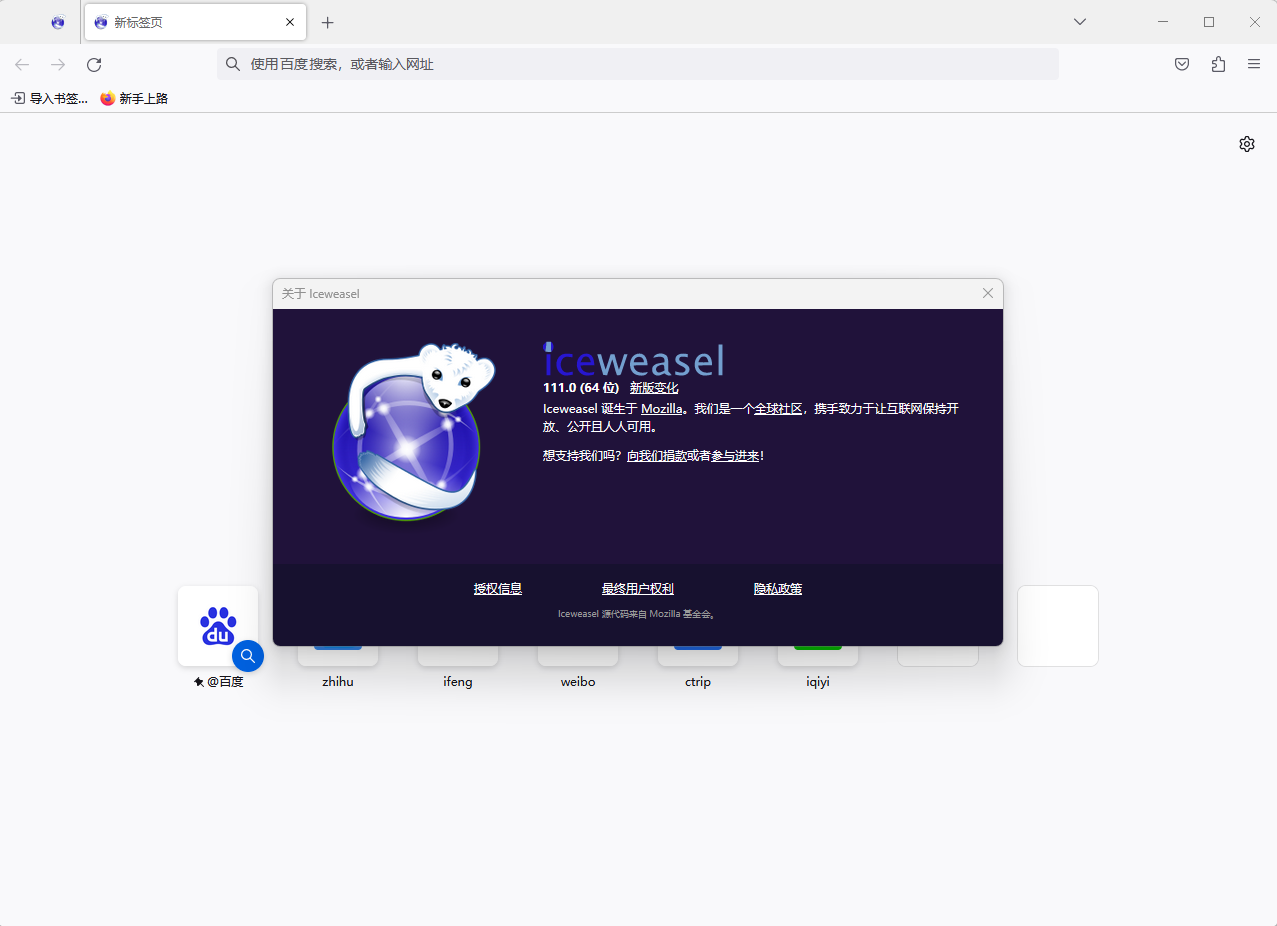 新标签页
使用百度搜索，或者输入网址
导入书签... 新手上路
关于 Iceweasel
iceweasel
111.0 (64 位) 新版变化
Iceweasel 诞生于 Mozilla。我们是一个全球社区，携手致力于让互联网保持开
放、公开且人人可用。
想支持我们吗？向我们捐款或者参与进来！
授权信息 最终用户权利 隐私政策
Iceweasel 源代码来自 Mozilla 基金会。
du
@百度 zhihu ifeng weibo ctrip iqiyi